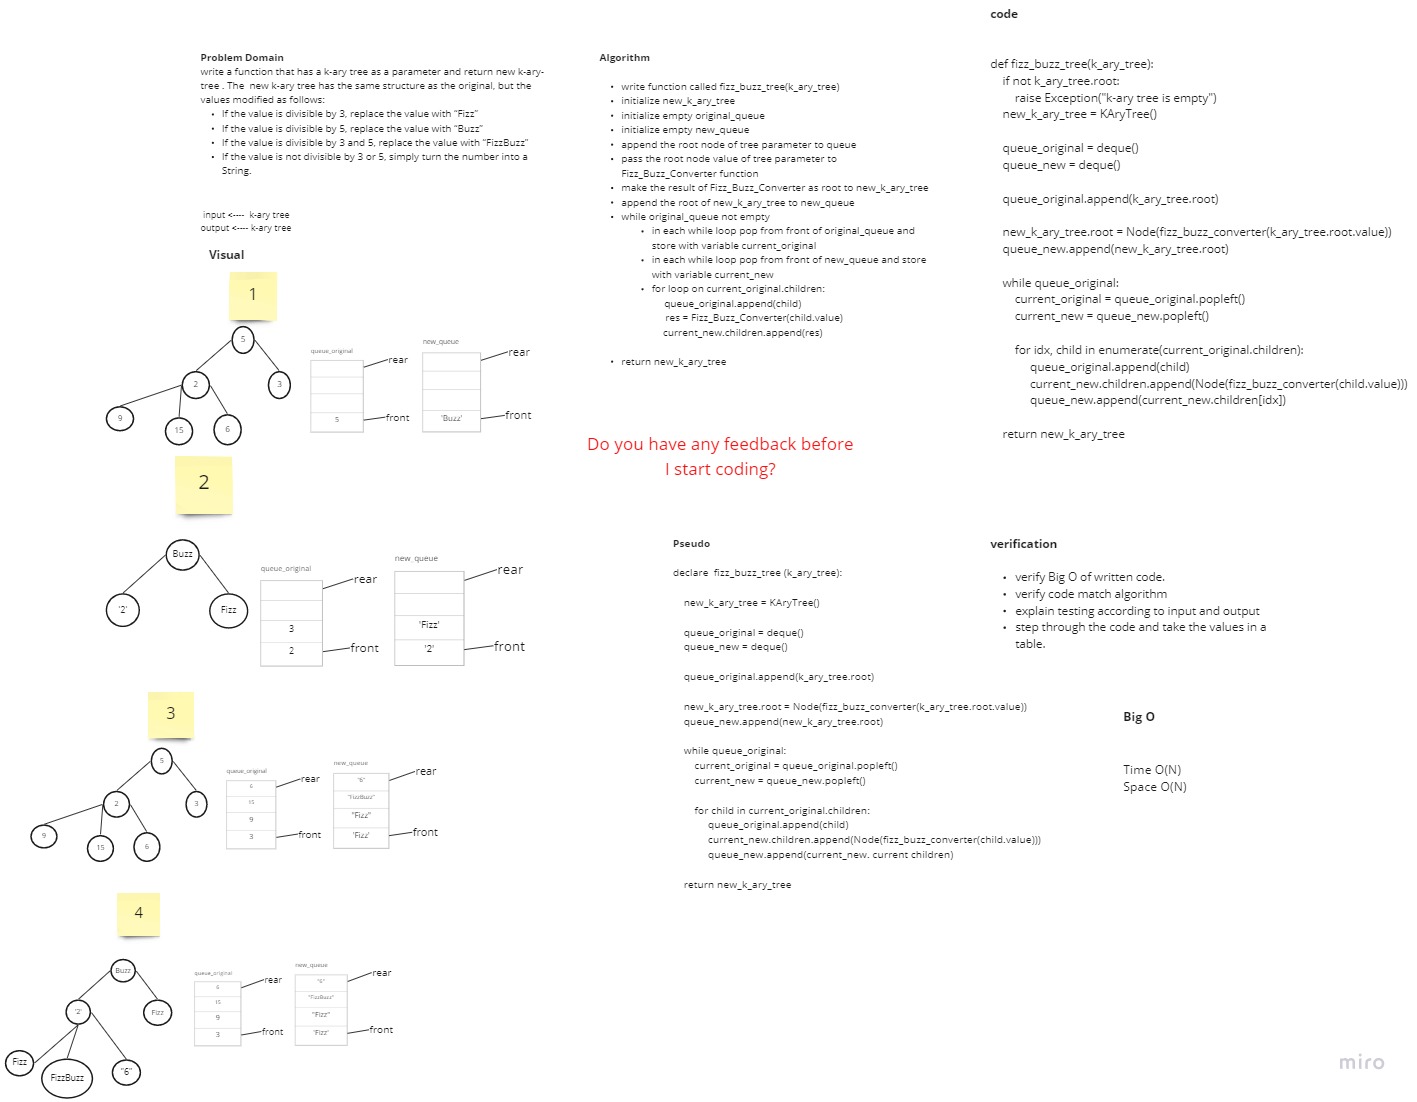 Problem Domain
write a function that has a k-ary tree as a parameter and return new k-ary-
tree . The  new k-ary tree has the same structure as the original, but the
values modified as follows:
• If the value is divisible by 3, replace the value with “Fizz”
• If the value is divisible by 5, replace the value with “Buzz”
• If the value is divisible by 3 and 5, replace the value with “FizzBuzz”
• If the value is not divisible by 3 or 5, simply turn the number into a
String.
input <----  k-ary tree
output <---- k-ary tree
Visual
1
5
2
3
9
15
6
queue_original
rear
5
front
new_queue
rear
'Buzz'
front
2
Buzz
'2'
Fizz
queue_original
rear
3
2
front
new_queue
rear
'Fizz'
'2'
front
3
5
2
3
9
15
6
queue_original
rear
6
15
9
3
front
new_queue
rear
"6"
"FizzBuzz"
"Fizz"
'Fizz'
front
4
Buzz
'2'
Fizz
Fizz
FizzBuzz
"6"
queue_original
rear
6
15
9
3
front
new_queue
rear
"6"
"FizzBuzz"
"Fizz"
'Fizz'
front
Algorithm
• write function called fizz_buzz_tree(k_ary_tree)
• initialize new_k_ary_tree
• initialize empty original_queue
• initialize empty new_queue
• append the root node of tree parameter to queue
• pass the root node value of tree parameter to
Fizz_Buzz_Converter function
• make the result of Fizz_Buzz_Converter as root to new_k_ary_tree
• append the root of new_k_ary_tree to new_queue
• while original_queue not empty
• in each while loop pop from front of original_queue and
store with variable current_original
• in each while loop pop from front of new_queue and store
with variable current_new
• for loop on current_original.children:
queue_original.append(child)
res = Fizz_Buzz_Converter(child.value)
current_new.children.append(res)
• return new_k_ary_tree
Do you have any feedback before
I start coding?
Pseudo
declare  fizz_buzz_tree (k_ary_tree):
new_k_ary_tree = KAryTree()
queue_original = deque()
queue_new = deque()
queue_original.append(k_ary_tree.root)
new_k_ary_tree.root = Node(fizz_buzz_converter(k_ary_tree.root.value))
queue_new.append(new_k_ary_tree.root)
while queue_original:
current_original = queue_original.popleft()
current_new = queue_new.popleft()
for child in current_original.children:
queue_original.append(child)
current_new.children.append(Node(fizz_buzz_converter(child.value)))
queue_new.append(current_new. current children)
return new_k_ary_tree
code
def fizz_buzz_tree(k_ary_tree):
if not k_ary_tree.root:
raise Exception("k-ary tree is empty")
new_k_ary_tree = KAryTree()
queue_original = deque()
queue_new = deque()
queue_original.append(k_ary_tree.root)
new_k_ary_tree.root = Node(fizz_buzz_converter(k_ary_tree.root.value))
queue_new.append(new_k_ary_tree.root)
while queue_original:
current_original = queue_original.popleft()
current_new = queue_new.popleft()
for idx, child in enumerate(current_original.children):
queue_original.append(child)
current_new.children.append(Node(fizz_buzz_converter(child.value)))
queue_new.append(current_new.children[idx])
return new_k_ary_tree
verification
• verify Big O of written code.
• verify code match algorithm
• explain testing according to input and output
• step through the code and take the values in a
table.
Big O
Time O(N)
Space O(N)
miro